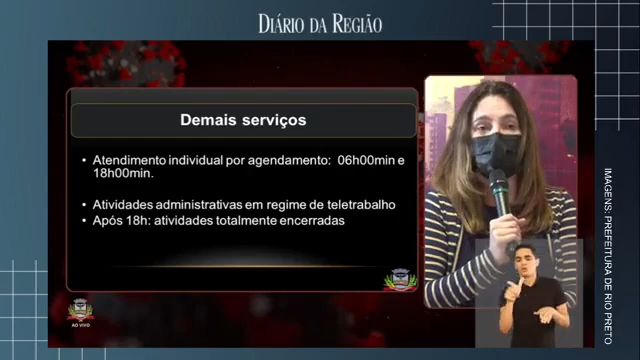 DIÁRIO DA REGIÃO
Demais serviços
• Atendimento individual por agendamento: 06h00min e
18h00min.
• Atividades administrativas em regime de teletrabalho
• Após 18h: atividades totalmente encerradas
AO VIVO
IMAGENS: PREFEITURA DE RIO PRETO